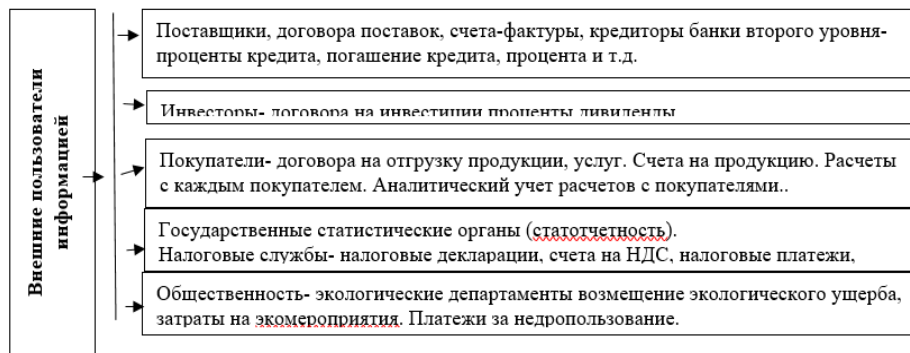 Внешние пользователи
информацией
Поставщики, договора поставок, счета-фактуры, кредиторы банки второго уровня-
проценты кредита, погашение кредита, процента и т.д.
Инвесторы- договора на инвестиции проценты дивиденды
Покупатели- договора на отгрузку продукции, услуг. Счета на продукцию. Расчеты
с каждым покупателем. Аналитический учет расчетов с покупателями..
Государственные статистические органы (статотчетность).
Налоговые службы- налоговые декларации, счета на НДС, налоговые платежи,
Общественность- экологические департаменты возмещение экологического ущерба,
затраты на экомероприятия. Платежи за недропользование.